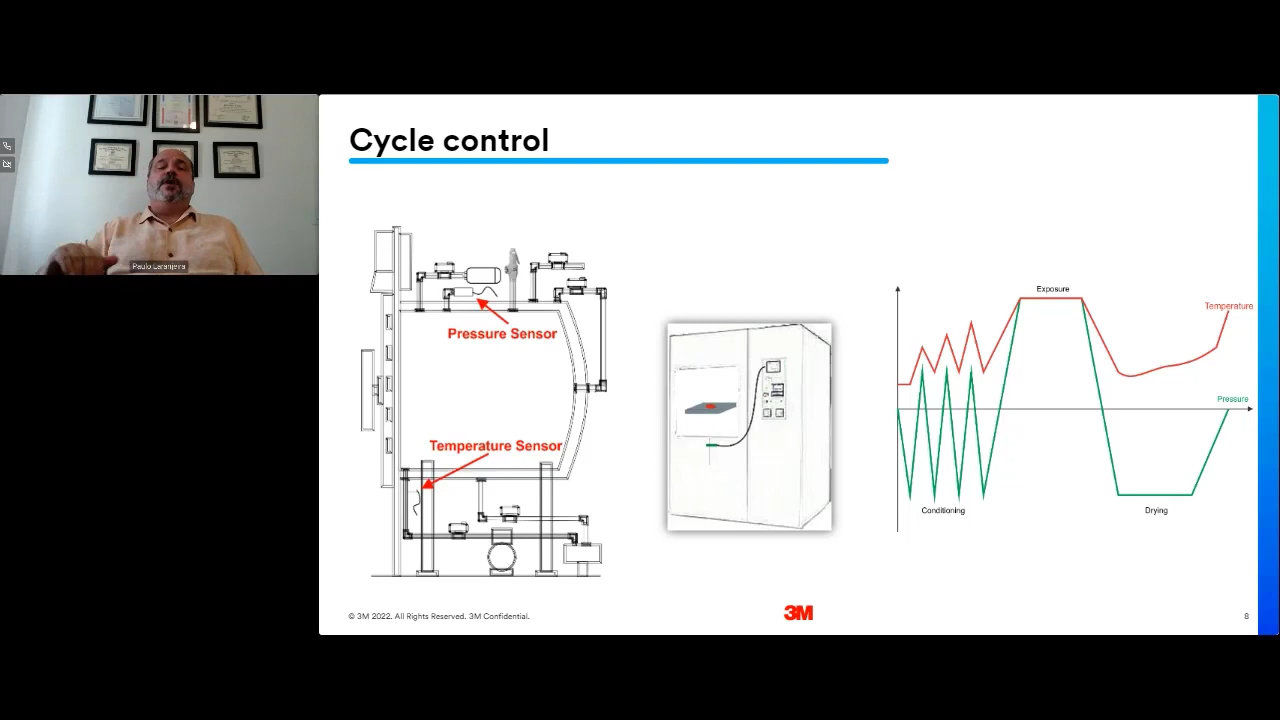 Cycle control
Paulo Laranjeira
Pressure Sensor
Temperature Sensor
Exposure
Temperature
Pressure
Conditioning
Drying
© 3M 2022. All Rights Reserved. 3M Confidential.
3M
8